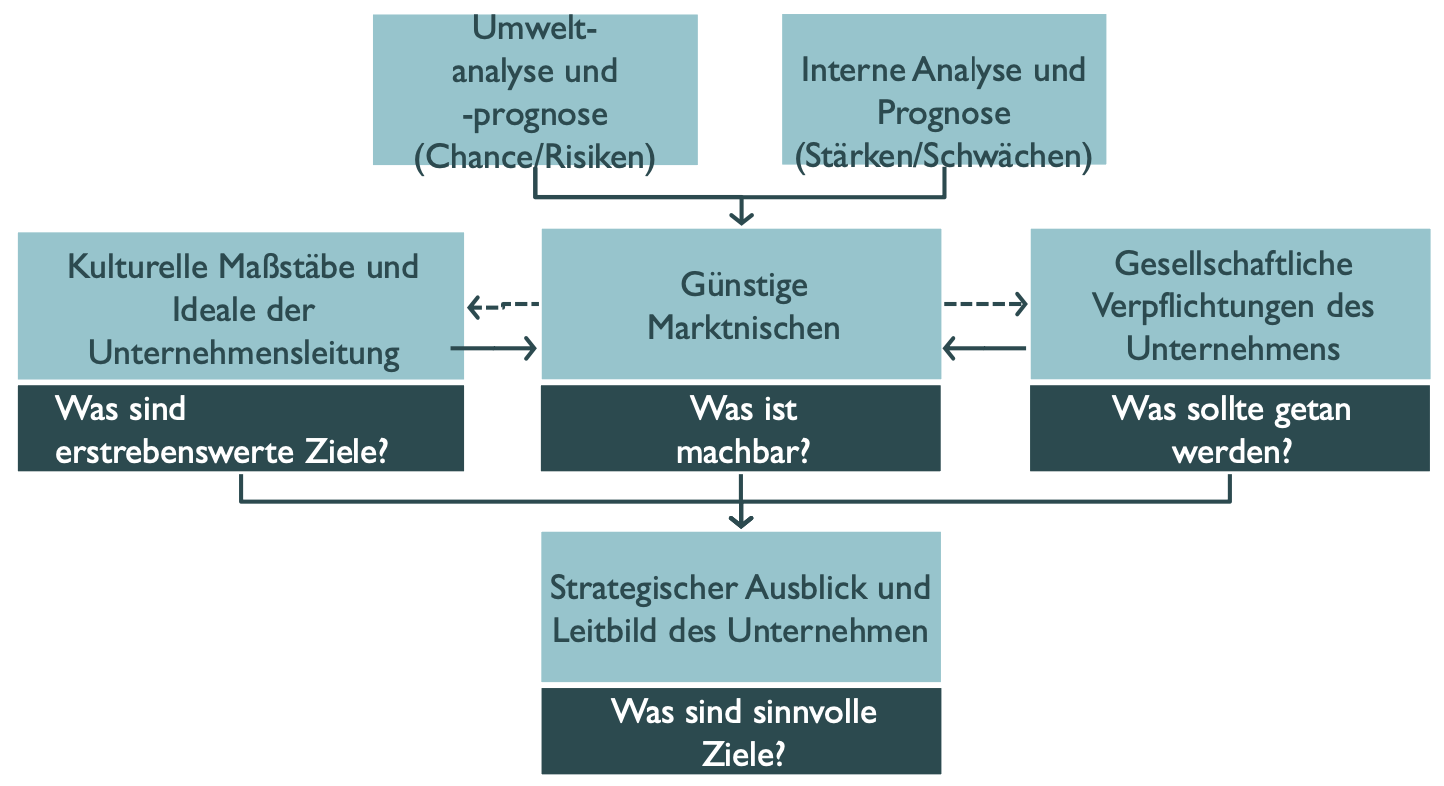 Umwelt-
analyse und
-prognose
(Chance/Risiken)
Interne Analyse und
Prognose
(Stärken/Schwächen)
Kulturelle Maßstäbe und
Ideale der
Unternehmensleitung
Was sind
erstrebenswerte Ziele?
Günstige
Marktnischen
Was ist
machbar?
Gesellschaftliche
Verpflichtungen des
Unternehmens
Was sollte getan
werden?
Strategischer Ausblick und
Leitbild des Unternehmen
Was sind sinnvolle
Ziele?